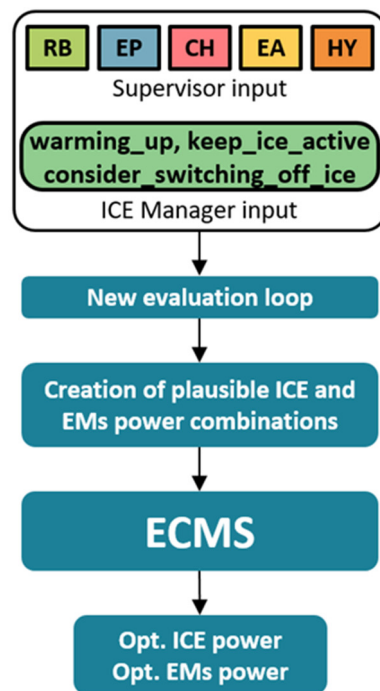 RB EP CH EA HY
Supervisor input
warming_up, keep_ice_active
consider_switching_off_ice
ICE Manager input
New evaluation loop
Creation of plausible ICE and
EMs power combinations
ECMS
Opt. ICE power
Opt. EMs power